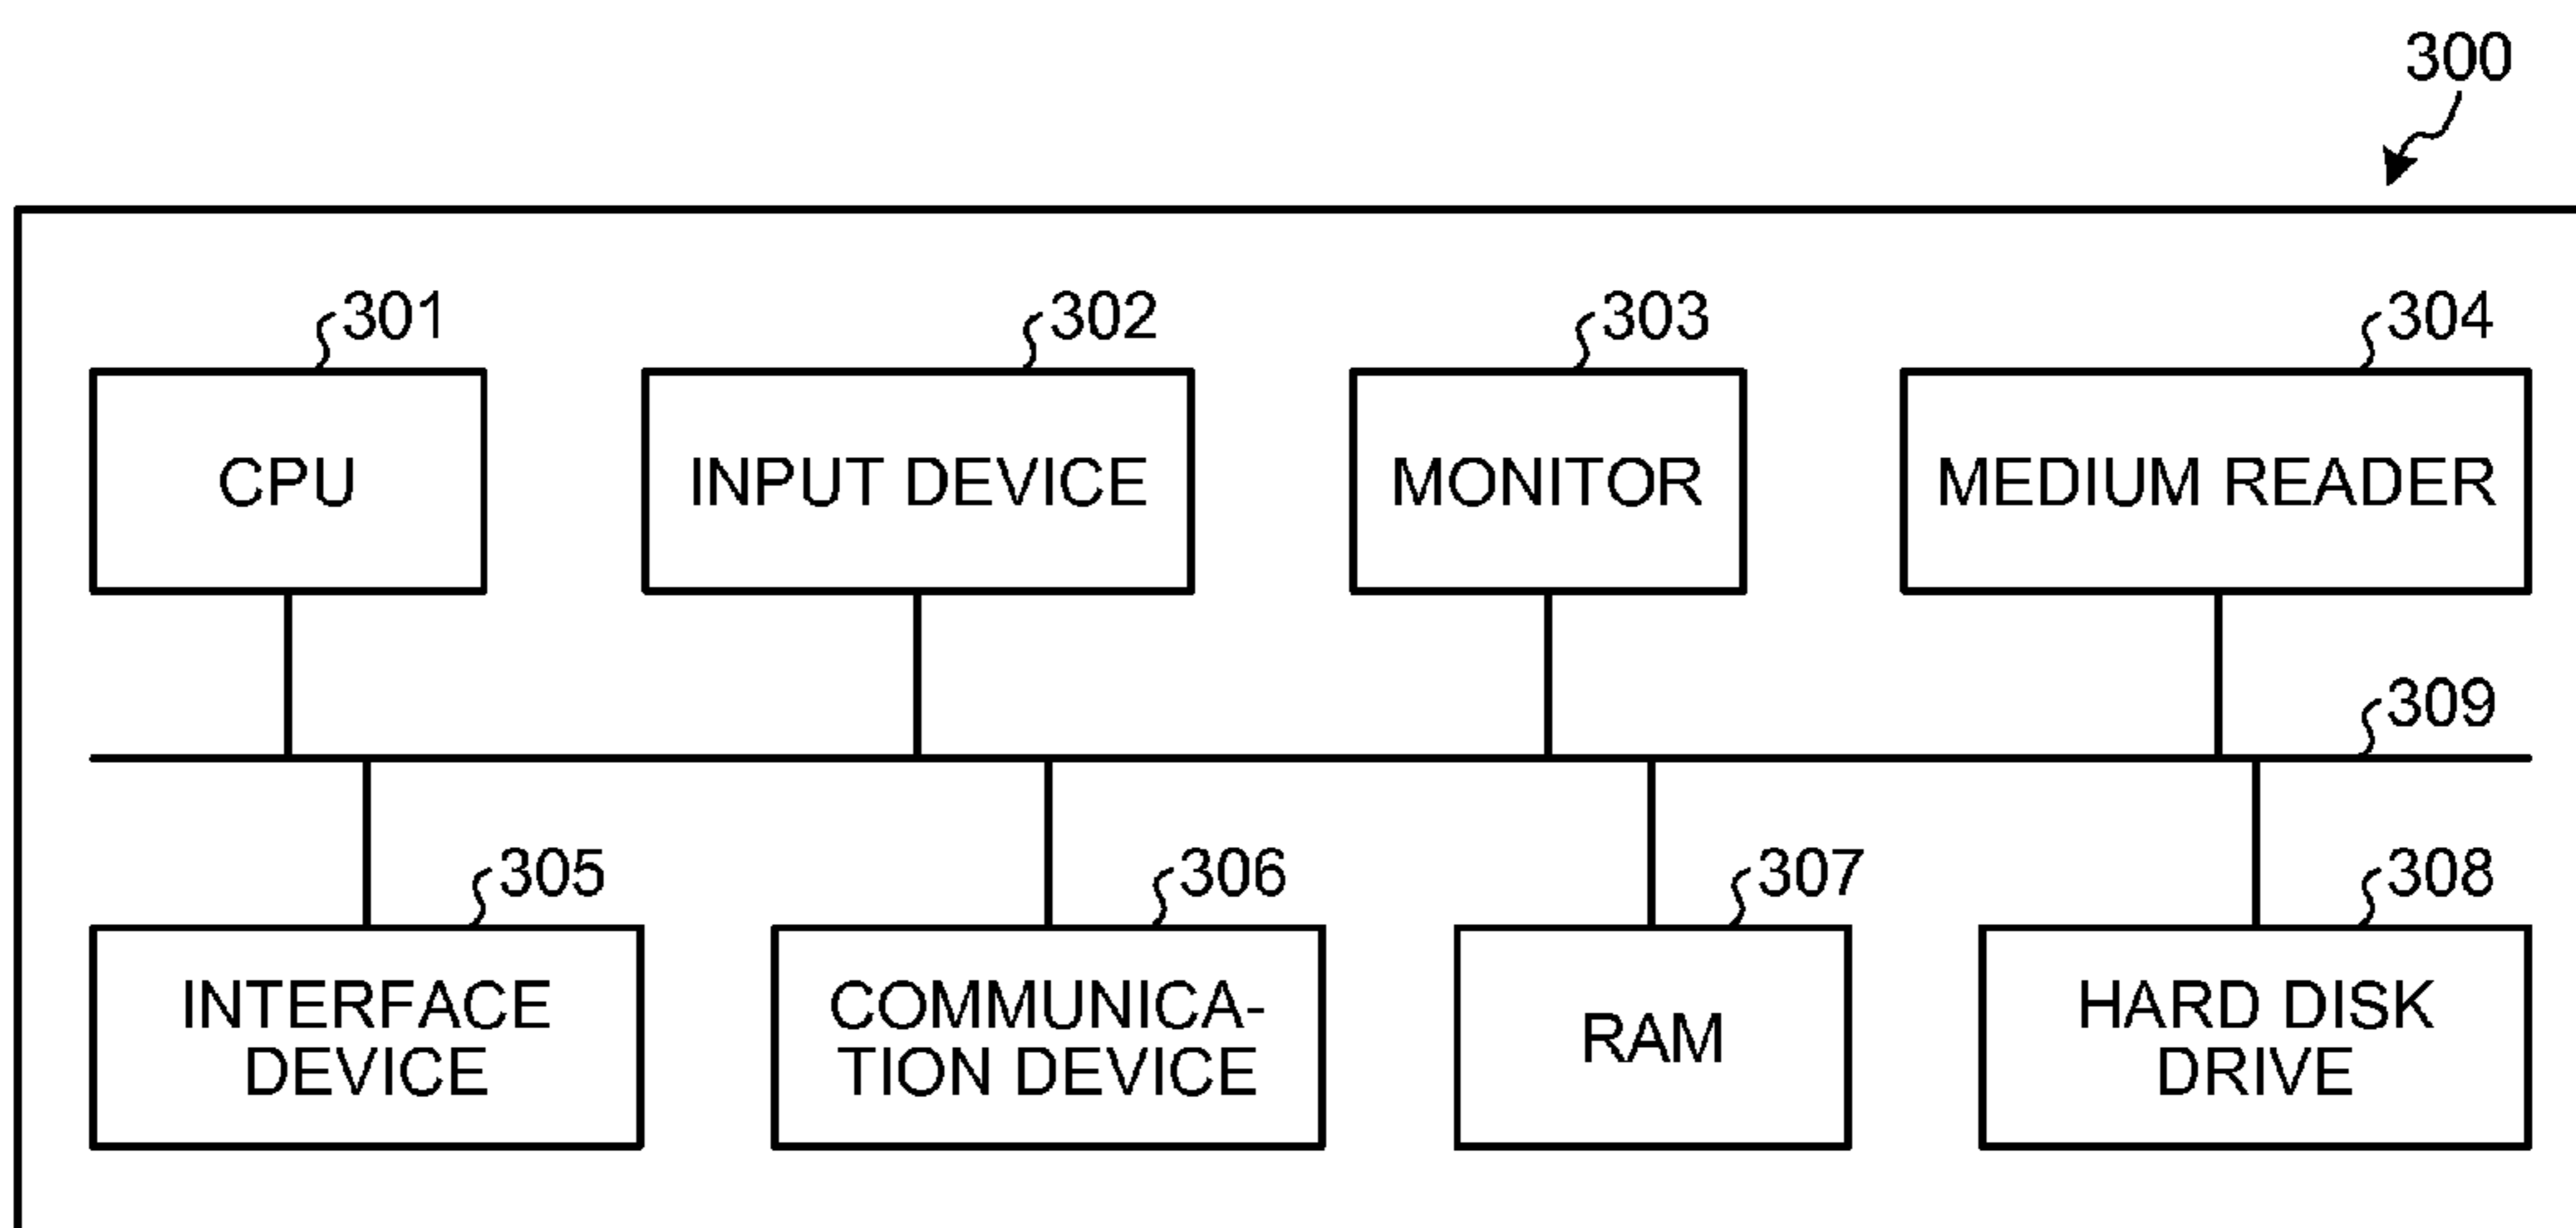 300
301
302
303
304
CPU
INPUT DEVICE
MONITOR
MEDIUM READER
309
305
306
307
308
INTERFACE
DEVICE
COMMUNICA-
TION DEVICE
RAM
HARD DISK
DRIVE